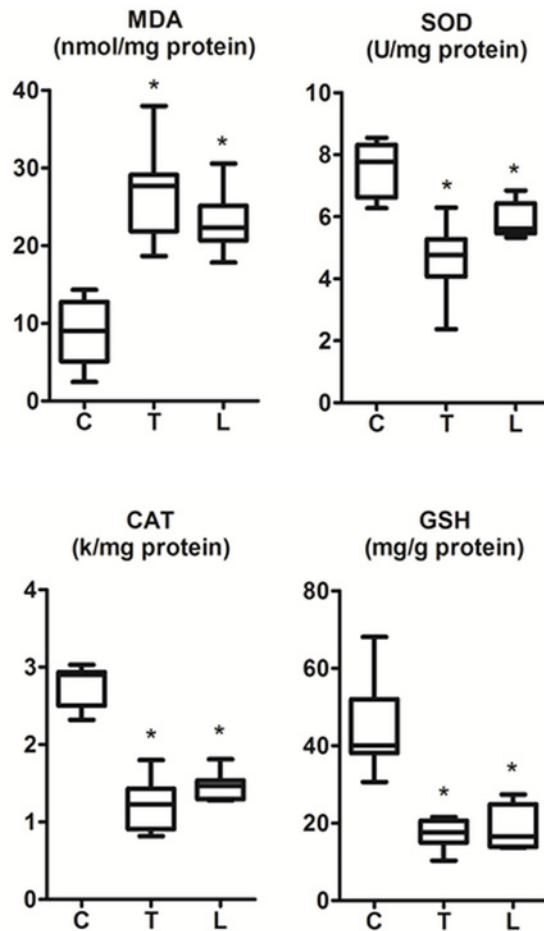 MDA
(nmol/mg protein)
40
30
20
10
0
*
*
C T L
SOD
(U/mg protein)
10
8
6
4
2
0
*
*
C T L
CAT
(k/mg protein)
4
3
2
1
0
*
*
C T L
GSH
(mg/g protein)
80
60
40
20
0
*
*
C T L